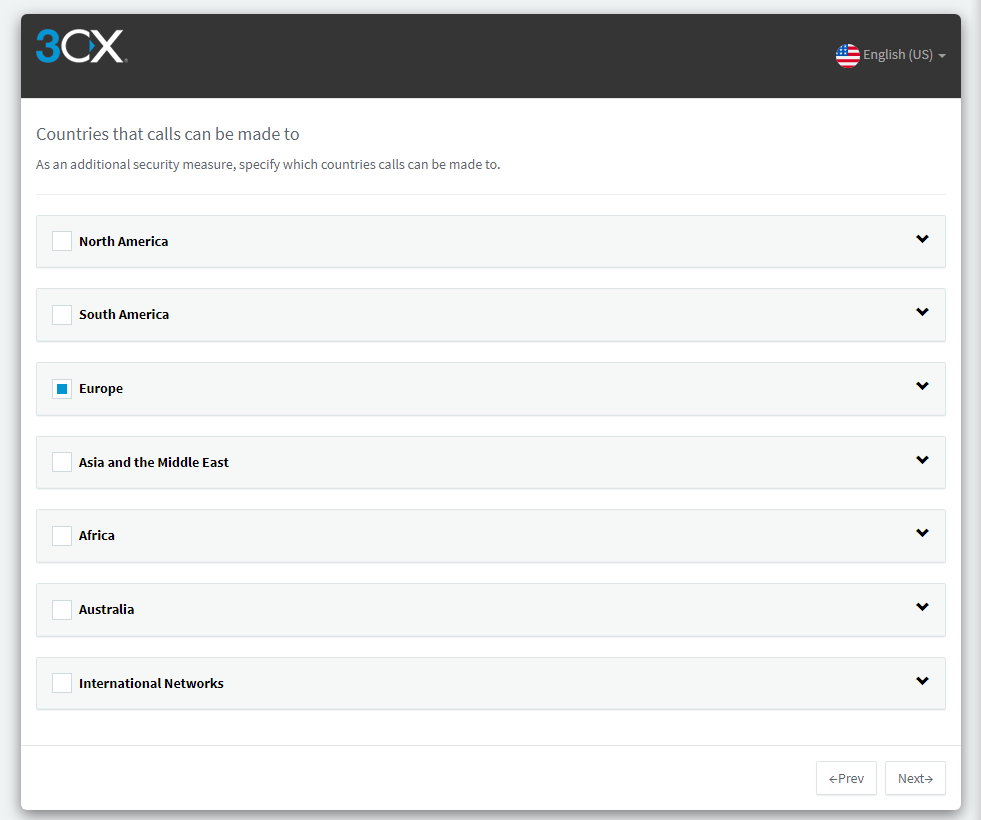 3CX
English (US)
Countries that calls can be made to
As an additional security measure, specify which countries calls can be made to.
North America
South America
Europe
Asia and the Middle East
Africa
Australia
International Networks
←Prev
Next→